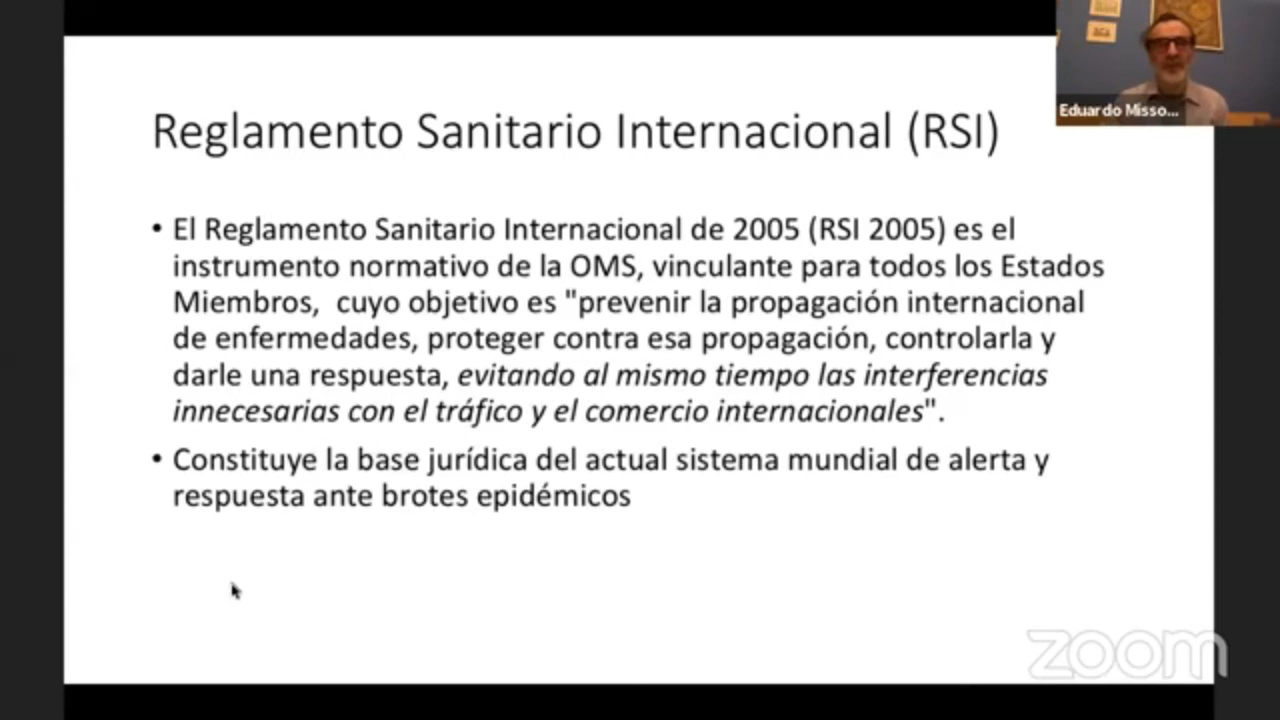 Reglamento Sanitario Internacional (RSI)
• El Reglamento Sanitario Internacional de 2005 (RSI 2005) es el
instrumento normativo de la OMS, vinculante para todos los Estados
Miembros, cuyo objetivo es "prevenir la propagación internacional
de enfermedades, proteger contra esa propagación, controlarla y
darle una respuesta, evitando al mismo tiempo las interferencias
innecesarias con el tráfico y el comercio internacionales".
• Constituye la base jurídica del actual sistema mundial de alerta y
respuesta ante brotes epidémicos
Eduardo Misso...
zoom